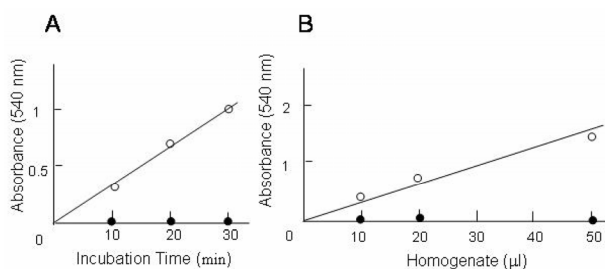 A
Absorbance (540 nm)
1
0.5
0
10 20 30
Incubation Time (min)
B
Absorbance (540 nm)
2
1
0
10 20 30 40 50
Homogenate (µl)